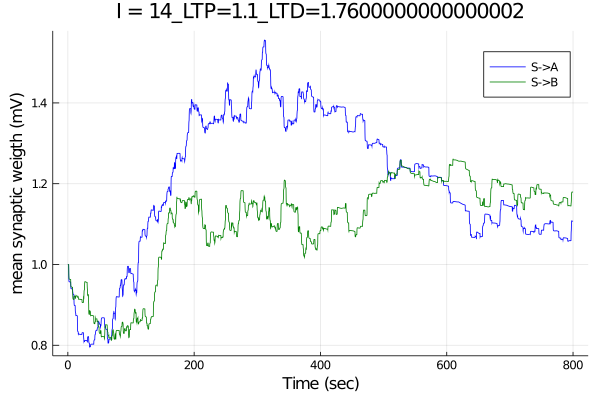 I = 14_LTP=1.1_LTD=1.7600000000000002
mean synaptic weigth (mV)
1.4
1.2
1.0
0.8
S->A
S->B
0 200 400 600 800
Time (sec)